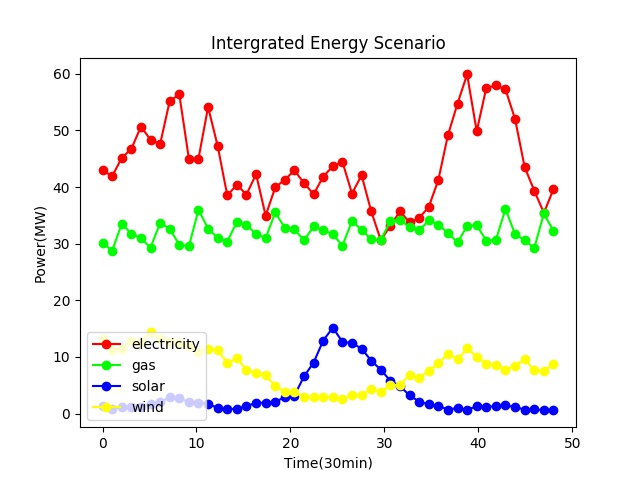 Intergrated Energy Scenario
Power(MW)
60
50
40
30
20
10
0
electricity
gas
solar
wind
0 10 20 30 40 50
Time(30min)